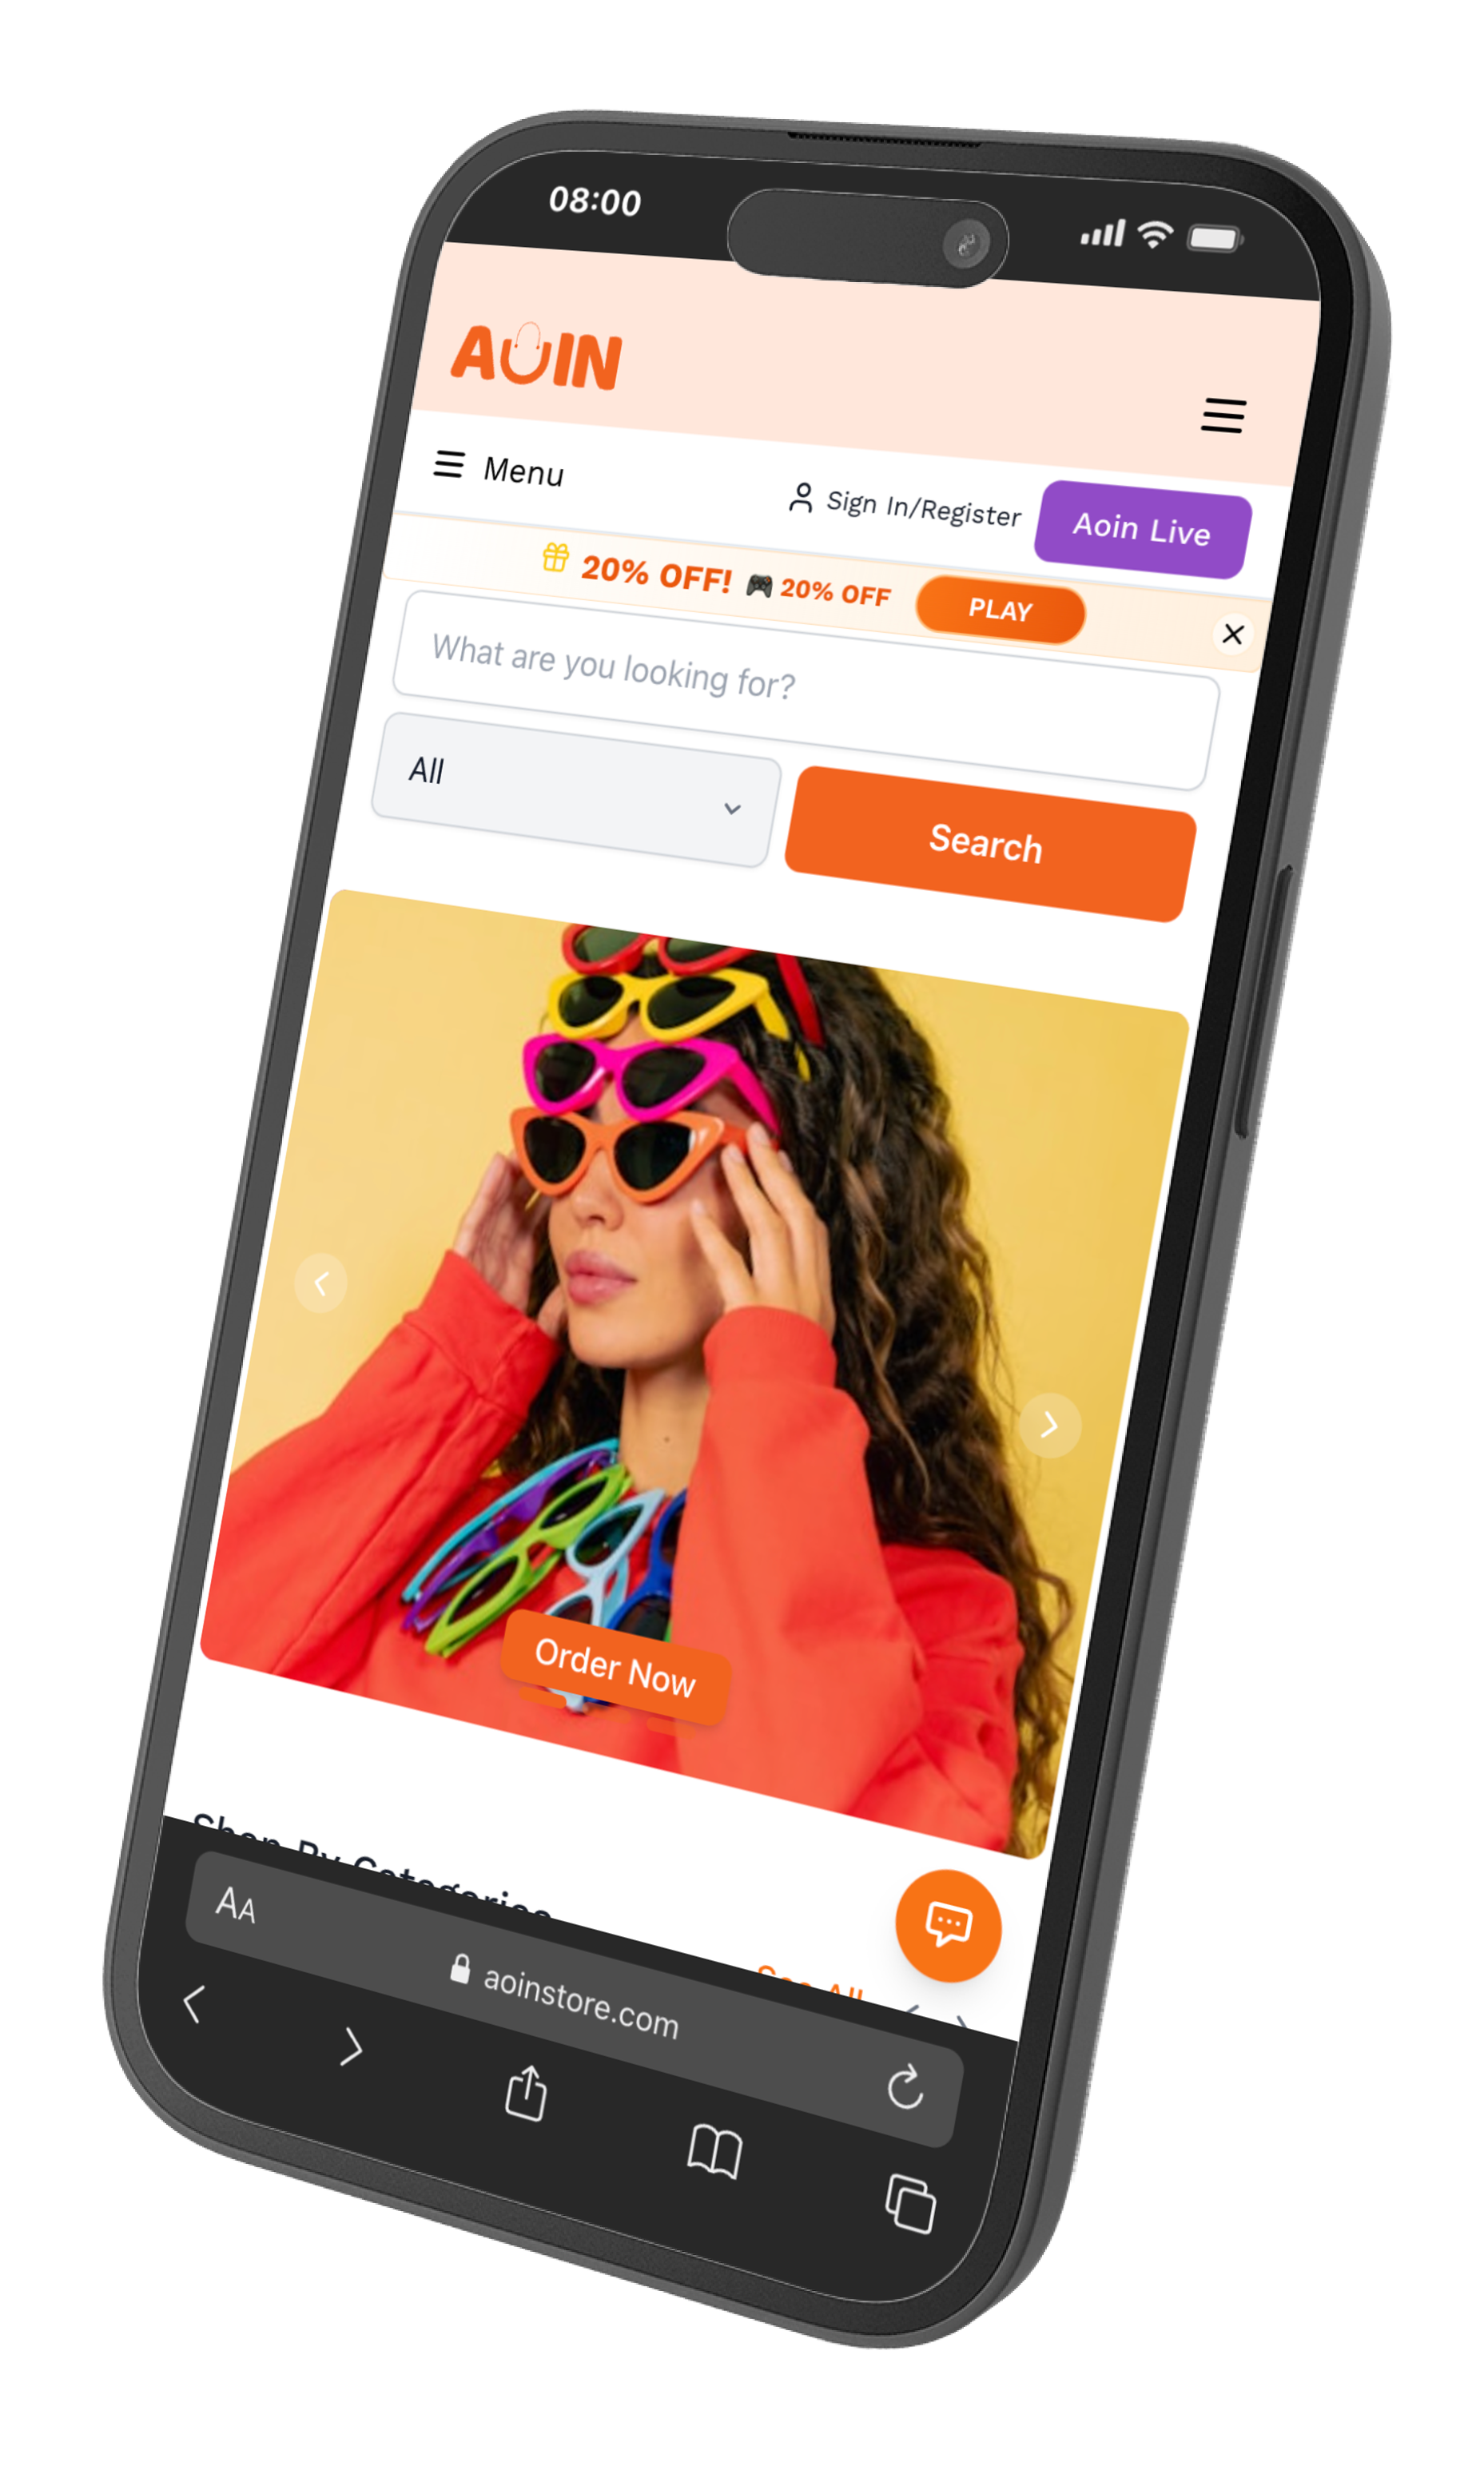 08:00
AOIN
Menu
Sign In/Register
Aoin Live
20% OFF! 20% OFF
PLAY
What are you looking for?
All
Search
Order Now
Shop By Categories
See All
AA
aoinstore.com